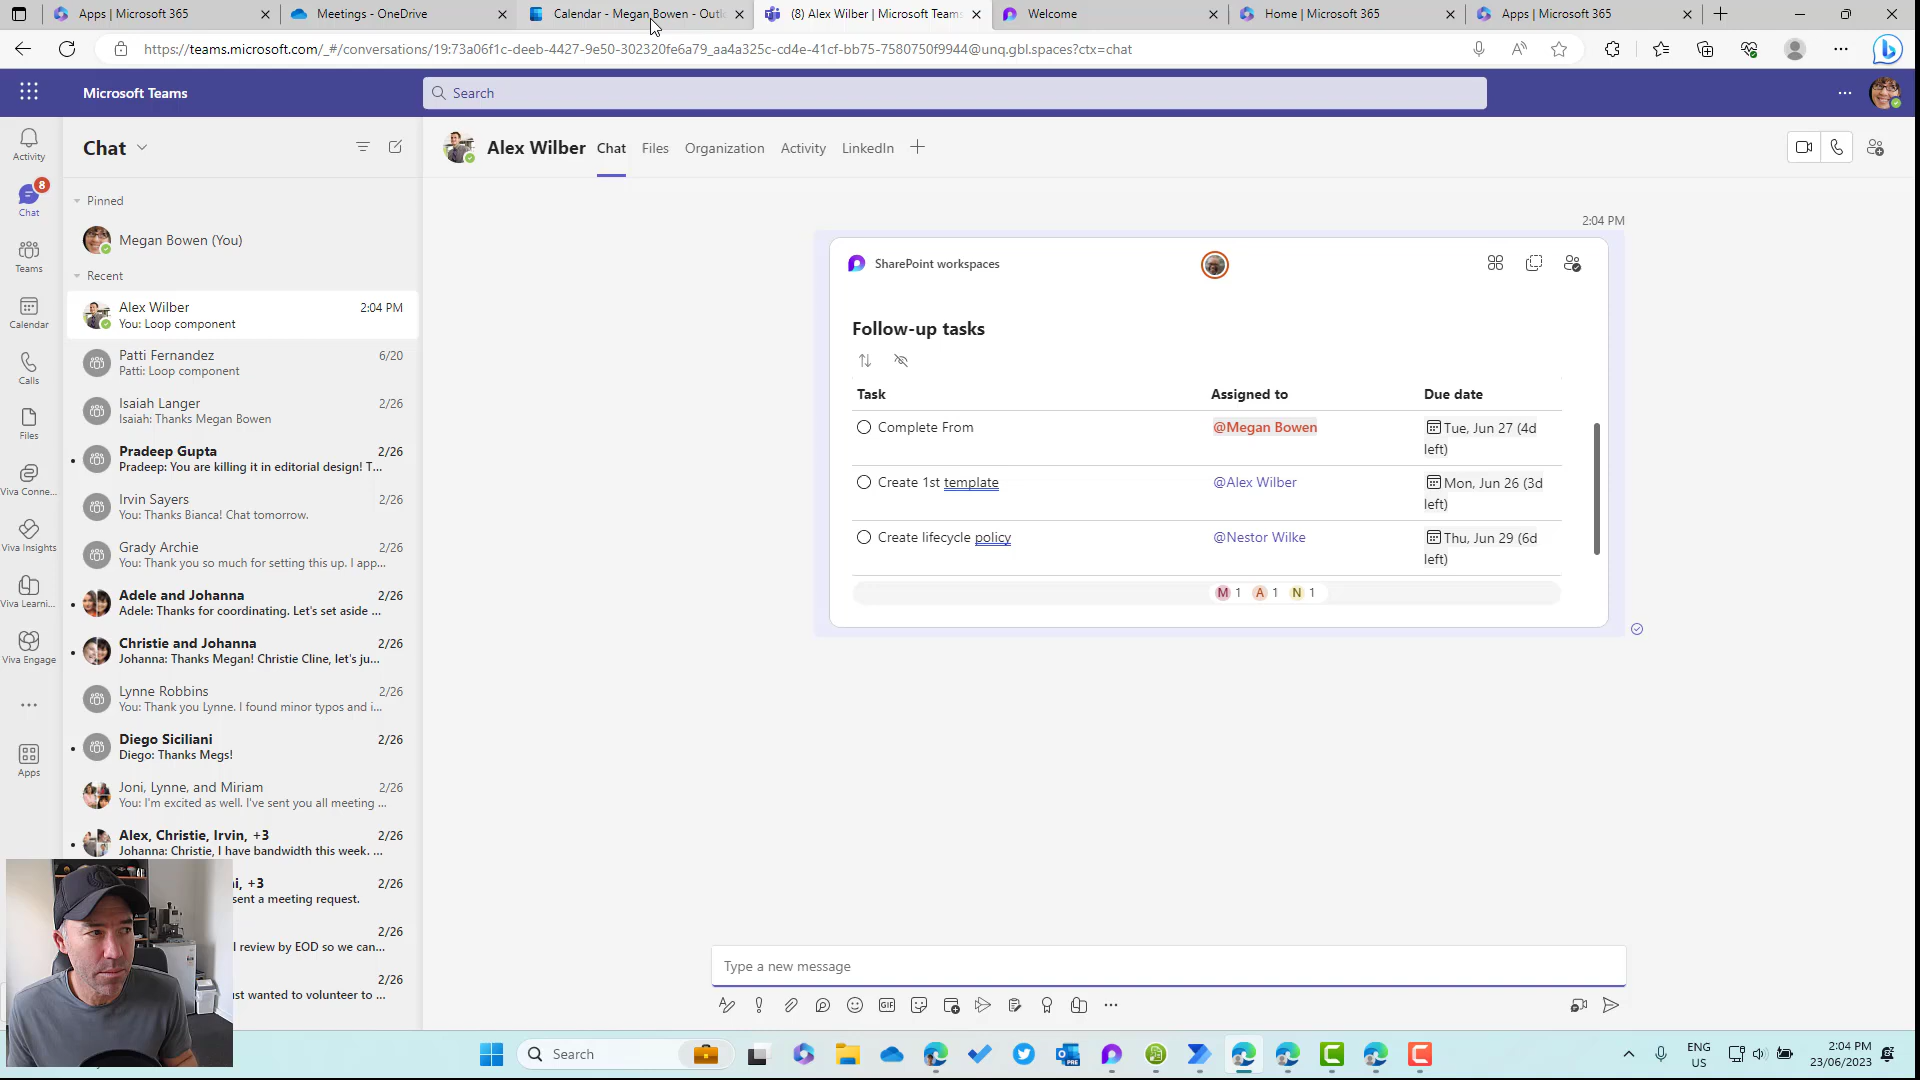 Apps | Microsoft 365
Meetings - OneDrive
Calendar - Megan Bowen - Outl
(8) Alex Wilber | Microsoft Teams
Welcome
Home | Microsoft 365
Apps | Microsoft 365
https://teams.microsoft.com/_#/conversations/19:73a06f1c-deeb-4427-9e50-302320fe6a79_aa4a325c-cd4e-41cf-bb75-7580750f9944@unq.gbl.spaces?ctx=chat
Microsoft Teams
Search
Activity
8
Chat
Teams
Calendar
Calls
Files
Viva Conne...
Viva Insights
Viva Learni...
Viva Engage
Apps
Chat
Pinned
Megan Bowen (You)
Recent
Alex Wilber 2:04 PM
You: Loop component
Patti Fernandez 6/20
Patti: Loop component
Isaiah Langer 2/26
Isaiah: Thanks Megan Bowen
Pradeep Gupta 2/26
Pradeep: You are killing it in editorial design! T...
Irvin Sayers 2/26
You: Thanks Bianca! Chat tomorrow.
Grady Archie 2/26
You: Thank you so much for setting this up. I app...
Adele and Johanna 2/26
Adele: Thanks for coordinating. Let's set aside ...
Christie and Johanna 2/26
Johanna: Thanks Megan! Christie Cline, let's ju...
Lynne Robbins 2/26
You: Thank you Lynne. I found minor typos and i...
Diego Siciliani 2/26
Diego: Thanks Megs!
Joni, Lynne, and Miriam 2/26
You: I'm excited as well. I've sent you all meeting ...
Alex, Christie, Irvin, +3 2/26
Johanna: Christie, I have bandwidth this week. ...
i, +3 2/26
sent a meeting request.
2/26
l review by EOD so we can...
2/26
ust wanted to volunteer to ...
Alex Wilber Chat Files Organization Activity LinkedIn
2:04 PM
SharePoint workspaces
Follow-up tasks
Task Assigned to Due date
Complete From @Megan Bowen Tue, Jun 27 (4d
left)
Create 1st template @Alex Wilber Mon, Jun 26 (3d
left)
Create lifecycle policy @Nestor Wilke Thu, Jun 29 (6d
left)
M 1 A 1 N 1
Type a new message
GIF
Search
ENG
US
2:04 PM
23/06/2023